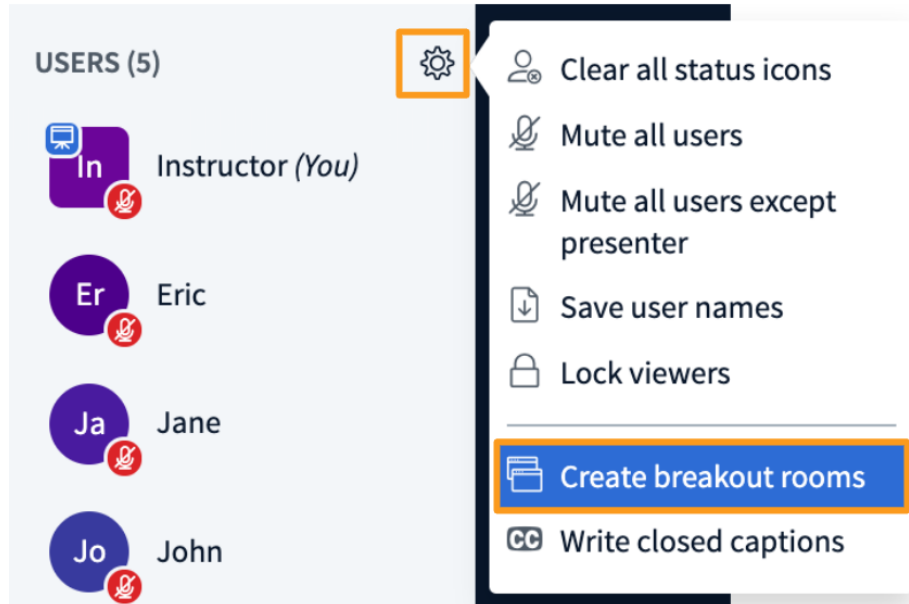 USERS (5)
In
Instructor (You)
Er
Eric
Ja
Jane
Jo
John
Clear all status icons
Mute all users
Mute all users except
presenter
Save user names
Lock viewers
Create breakout rooms
CC Write closed captions